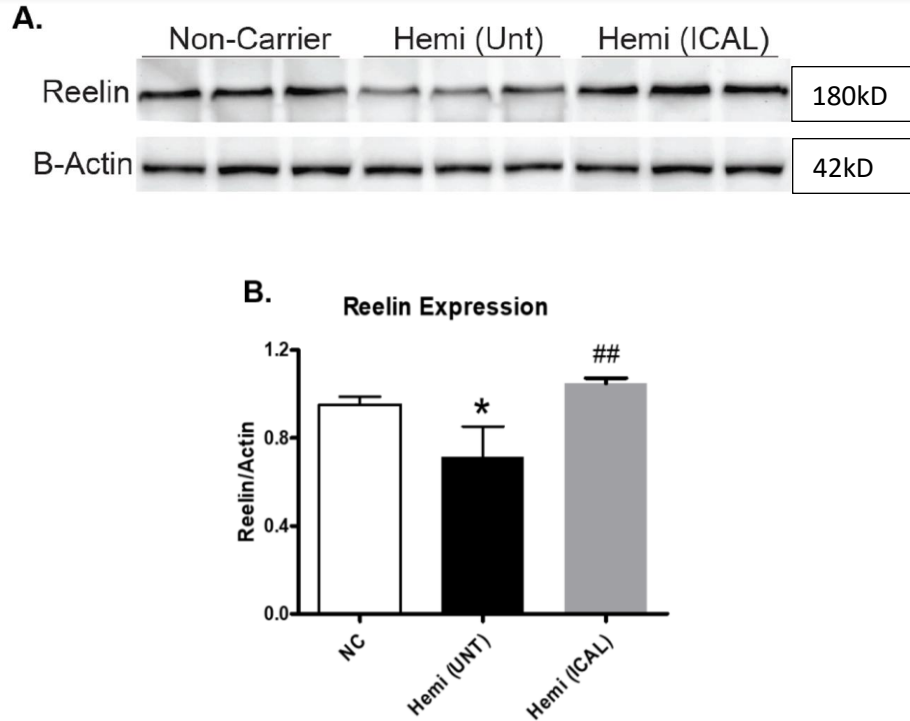 A.
Non-Carrier Hemi (Unt) Hemi (ICAL)
Reelin 180kD
B-Actin 42kD
B.
Reelin Expression
Reelin/Actin
1.2
0.8
0.4
0.0
*
##
NC
Hemi (UNT)
Hemi (ICAL)